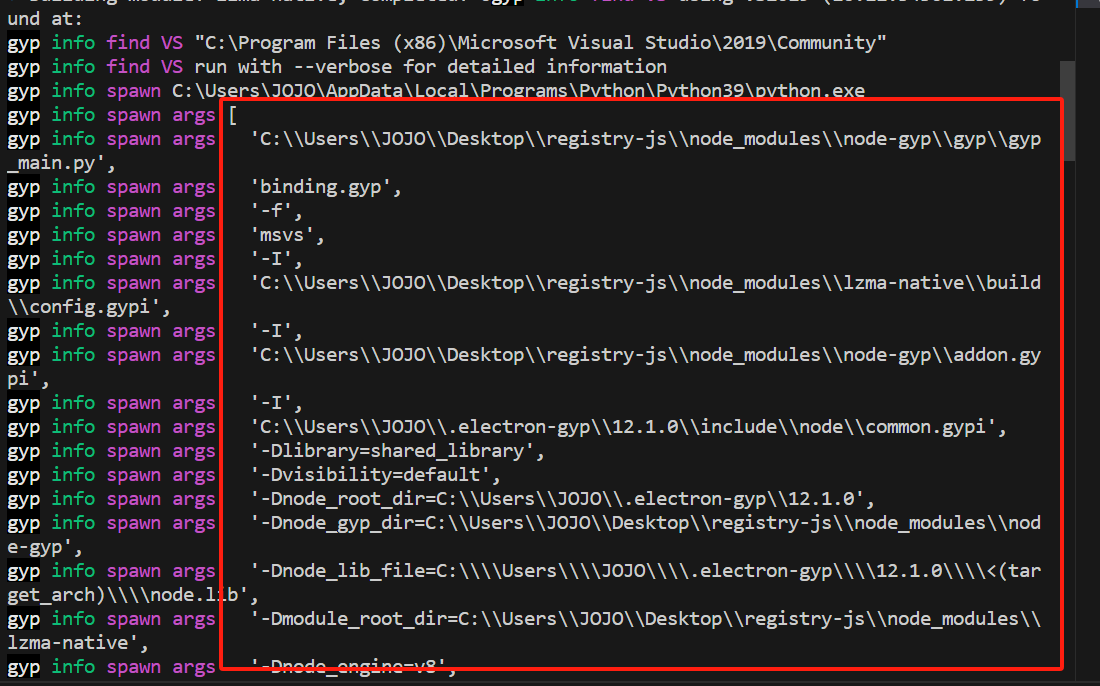 und at:
gyp info find VS "C:\Program Files (x86)\Microsoft Visual Studio\2019\Community"
gyp info find VS run with --verbose for detailed information
gyp info spawn C:\Users\JOJO\AppData\Local\Programs\Python\Python39\python.exe
gyp info spawn args [
gyp info spawn args   'C:\\Users\\JOJO\\Desktop\\registry-js\\node_modules\\node-gyp\\gyp\\gyp
_main.py',
gyp info spawn args   'binding.gyp',
gyp info spawn args   '-f',
gyp info spawn args   'msvs',
gyp info spawn args   '-I',
gyp info spawn args   'C:\\Users\\JOJO\\Desktop\\registry-js\\node_modules\\lzma-native\\build
\\config.gypi',
gyp info spawn args   '-I',
gyp info spawn args   'C:\\Users\\JOJO\\Desktop\\registry-js\\node_modules\\node-gyp\\addon.gy
pi',
gyp info spawn args   '-I',
gyp info spawn args   'C:\\Users\\JOJO\\.electron-gyp\\12.1.0\\include\\node\\common.gypi',
gyp info spawn args   '-Dlibrary=shared_library',
gyp info spawn args   '-Dvisibility=default',
gyp info spawn args   '-Dnode_root_dir=C:\\Users\\JOJO\\.electron-gyp\\12.1.0',
gyp info spawn args   '-Dnode_gyp_dir=C:\\Users\\JOJO\\Desktop\\registry-js\\node_modules\\nod
e-gyp',
gyp info spawn args   '-Dnode_lib_file=C:\\\\Users\\\\JOJO\\\\.electron-gyp\\\\12.1.0\\\\<(tar
get_arch)\\\\node.lib',
gyp info spawn args   '-Dmodule_root_dir=C:\\Users\\JOJO\\Desktop\\registry-js\\node_modules\\
lzma-native',
gyp info spawn args   '-Dnode_engine=v8',